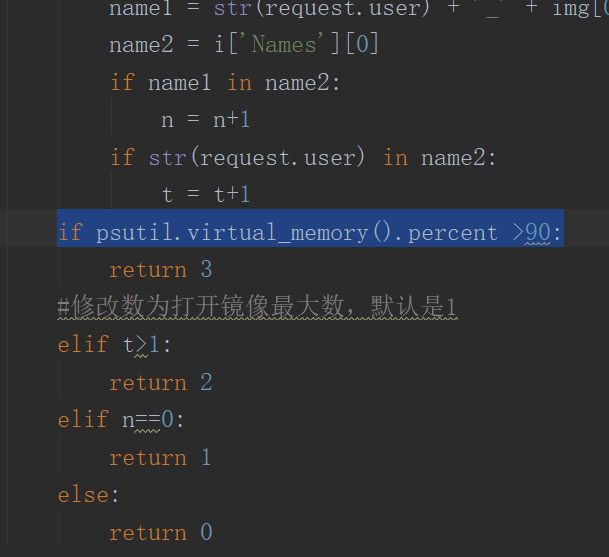 name1 = str(request.user) + '_' + img[0
name2 = i['Names'][0]
if name1 in name2:
n = n+1
if str(request.user) in name2:
t = t+1
if psutil.virtual_memory().percent >90:
return 3
#修改数为打开镜像最大数，默认是1
elif t>1:
return 2
elif n==0:
return 1
else:
return 0